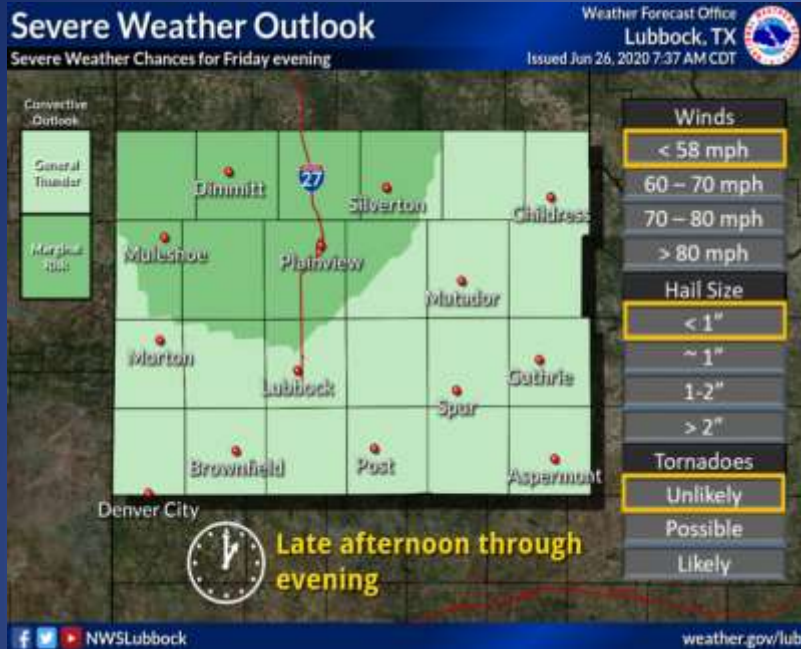 Severe Weather Outlook
Severe Weather Chances for Friday evening
Weather Forecast Office
Lubbock, TX
Issued Jun 26, 2020 7:37 AM CDT
Convective
Outlook
General
Thunder
Marginal
Risk
27
Dimmitt
Silverton
Childress
Muleshoe
Plainview
Matador
Morton
Lubbock
Guthrie
Spur
Brownfield
Post
Aspermont
Denver City
Late afternoon through
evening
Winds
< 58 mph
60 – 70 mph
70 – 80 mph
> 80 mph
Hail Size
< 1"
~ 1"
1-2"
> 2"
Tornadoes
Unlikely
Possible
Likely
NWSLubbock
weather.gov/lub